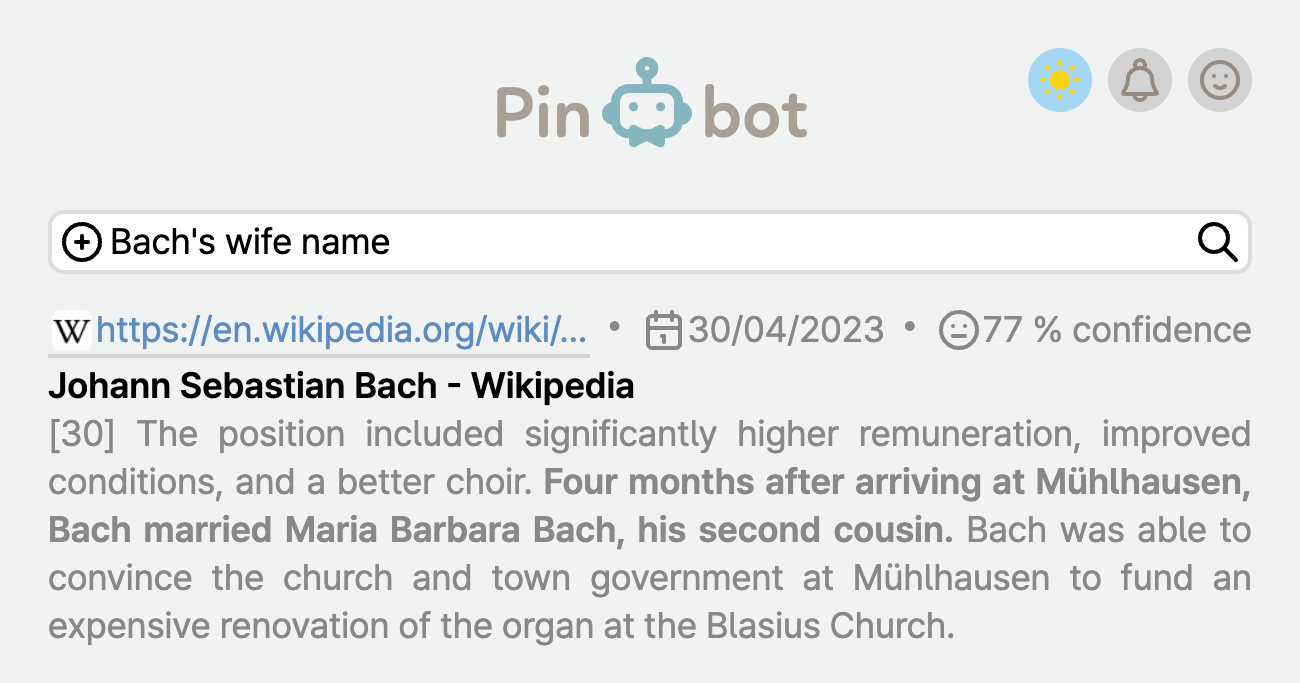 Pin bot
Bach's wife name
https://en.wikipedia.org/wiki/... • 30/04/2023 • 77 % confidence
Johann Sebastian Bach - Wikipedia
[30] The position included significantly higher remuneration, improved
conditions, and a better choir. Four months after arriving at Mühlhausen,
Bach married Maria Barbara Bach, his second cousin. Bach was able to
convince the church and town government at Mühlhausen to fund an
expensive renovation of the organ at the Blasius Church.